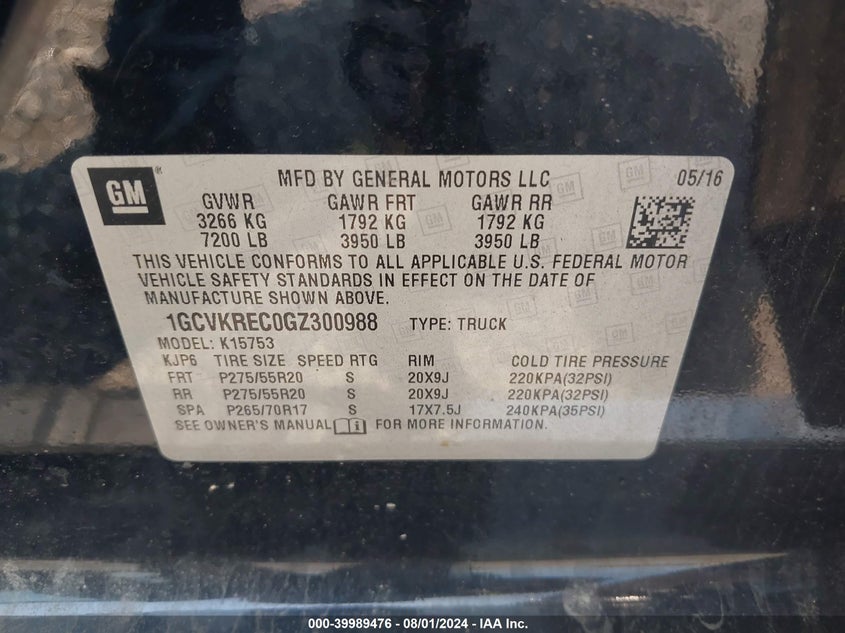 GM
MFD BY GENERAL MOTORS LLC 05/16
GVWR GAWR FRT GAWR RR
3266 KG 1792 KG 1792 KG
7200 LB 3950 LB 3950 LB
THIS VEHICLE CONFORMS TO ALL APPLICABLE U.S. FEDERAL MOTOR
VEHICLE SAFETY STANDARDS IN EFFECT ON THE DATE OF
MANUFACTURE SHOWN ABOVE.
1GCVKREC0GZ300988 TYPE: TRUCK
MODEL: K15753
KJP6 TIRE SIZE SPEED RTG RIM COLD TIRE PRESSURE
FRT P275/55R20 S 20X9J 220KPA(32PSI)
RR P275/55R20 S 20X9J 220KPA(32PSI)
SPA P265/70R17 S 17X7.5J 240KPA(35PSI)
SEE OWNER'S MANUAL i FOR MORE INFORMATION.
000-39989476 - 08/01/2024 - IAA Inc.